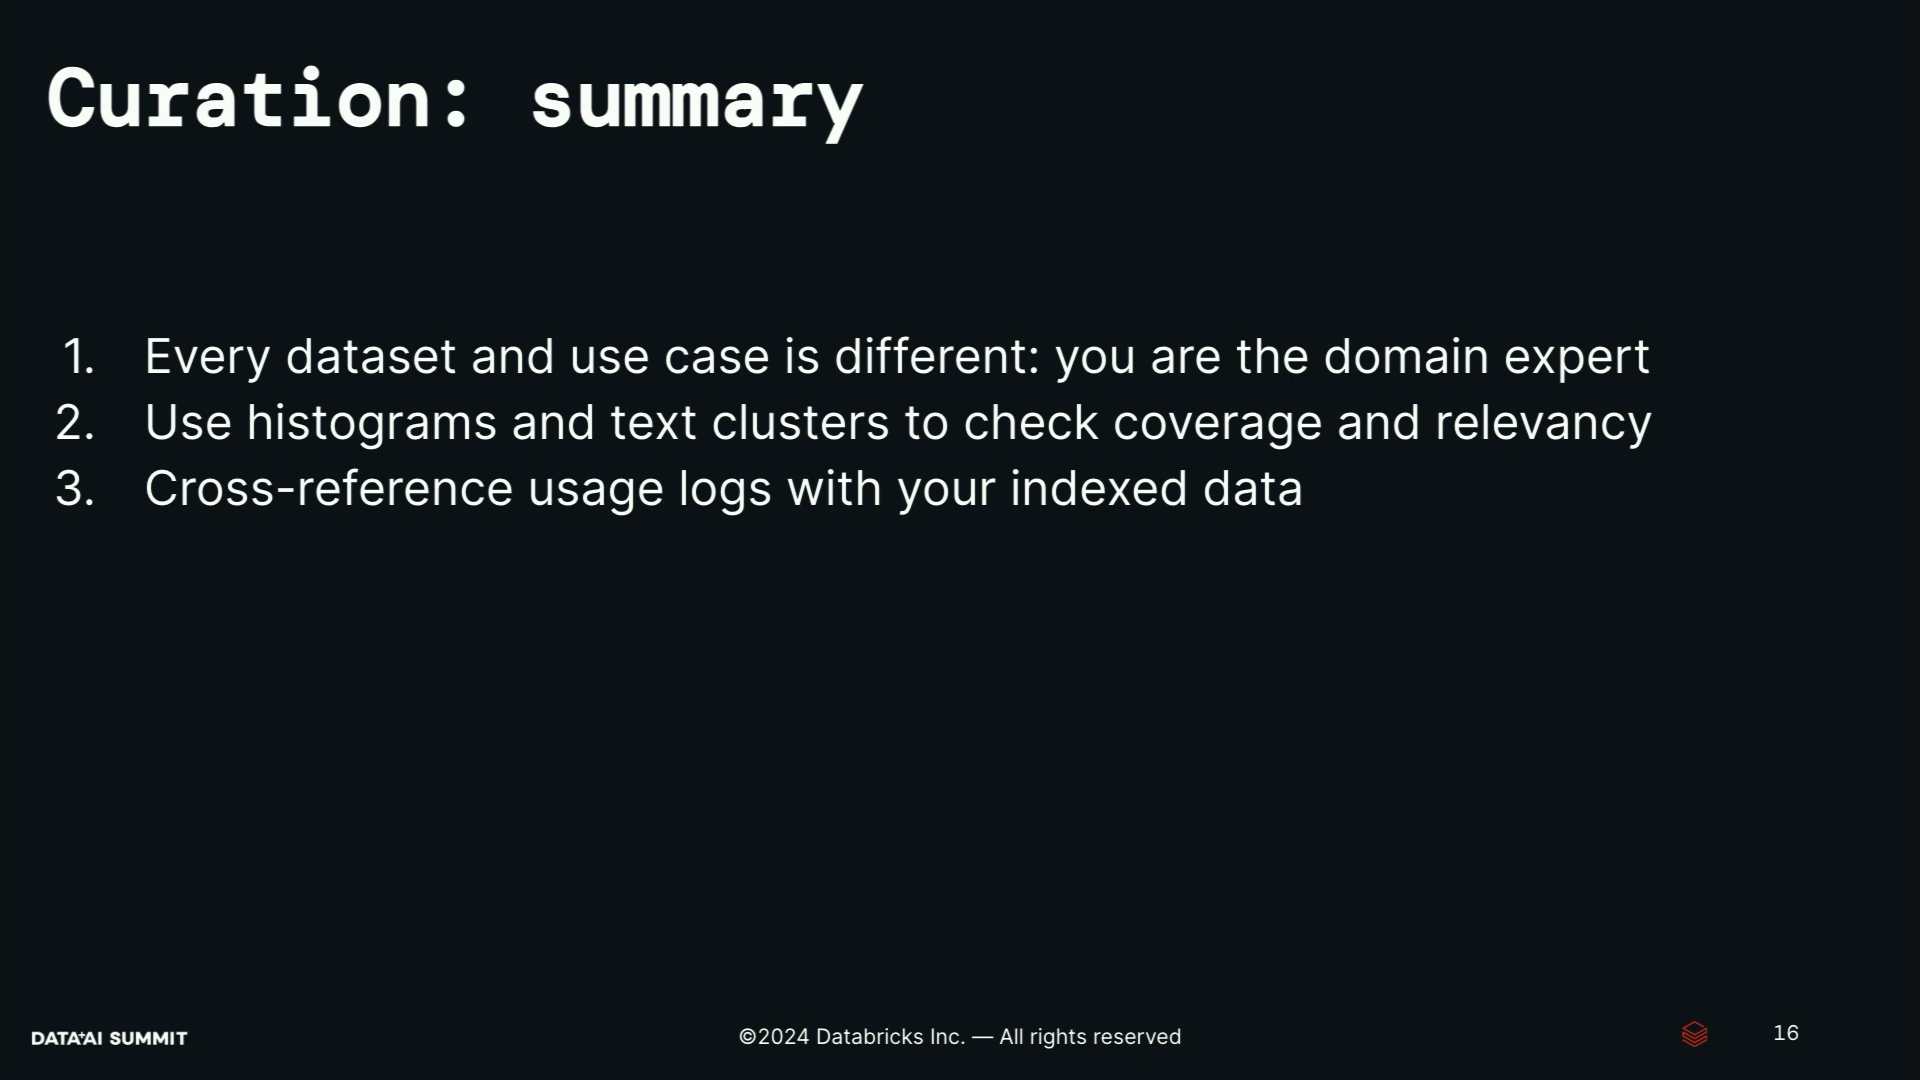 Curation: summary
1. Every dataset and use case is different: you are the domain expert
2. Use histograms and text clusters to check coverage and relevancy
3. Cross-reference usage logs with your indexed data
DATA+AI SUMMIT
©2024 Databricks Inc. — All rights reserved
16